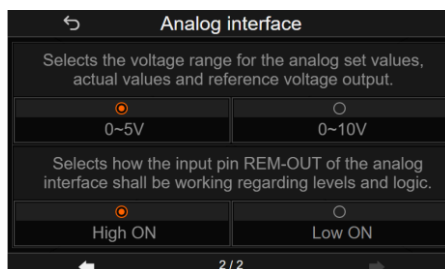 Analog interface
Selects the voltage range for the analog set values,
actual values and reference voltage output.
0~5V
0~10V
Selects how the input pin REM-OUT of the analog
interface shall be working regarding levels and logic.
High ON
Low ON
2/2